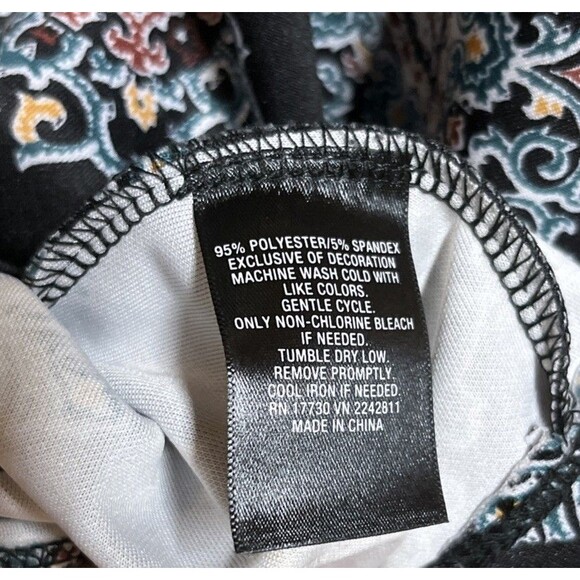 95% POLYESTER/5% SPANDEX
EXCLUSIVE OF DECORATION
MACHINE WASH COLD WITH
LIKE COLORS.
GENTLE CYCLE.
ONLY NON-CHLORINE BLEACH
IF NEEDED.
TUMBLE DRY LOW.
REMOVE PROMPTLY.
COOL IRON IF NEEDED.
RN 17730 VN 2242811
MADE IN CHINA